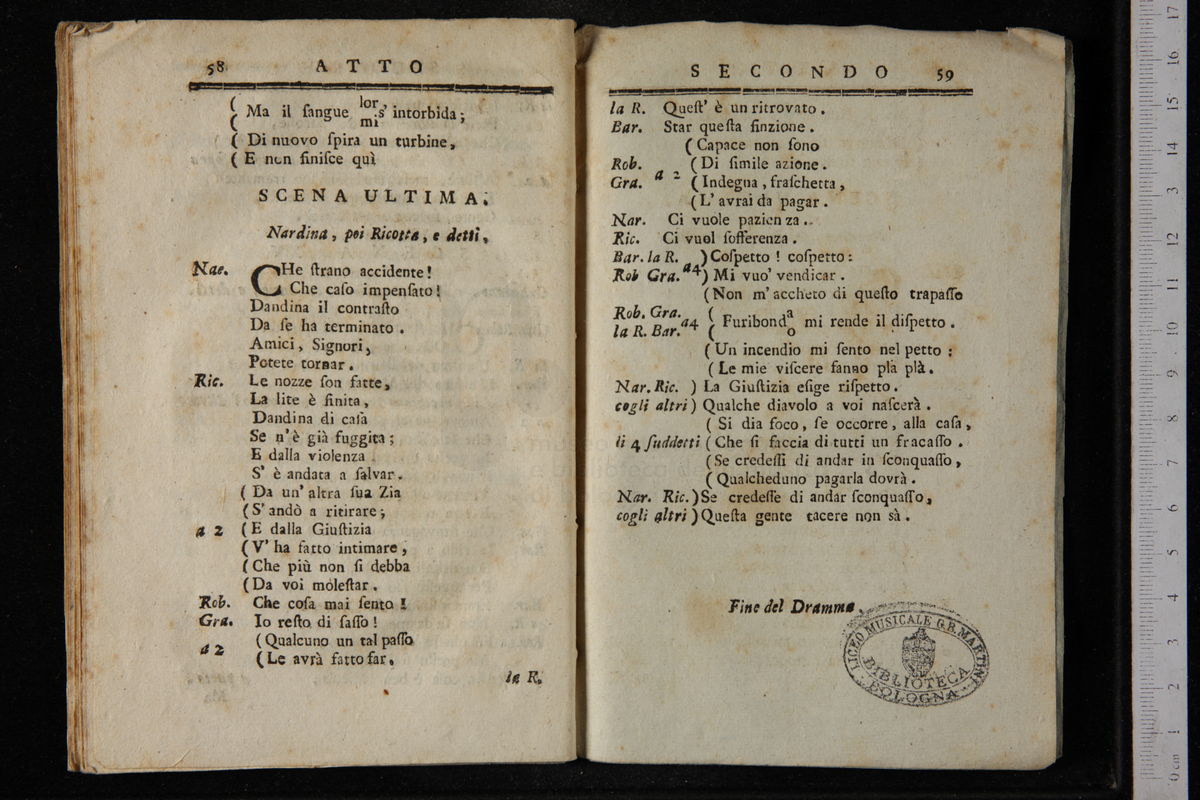 58 ATTO
( Ma il ſangue lor/mi s' intorbida;
( Di nuovo ſpira un turbine,
( E non finiſce quì
SCENA ULTIMA.
Nardina, poi Ricotta, e detti,
Nae. CHe ſtrano accidente!
Che caſo impenſato!
Dandina il contraſto
Da ſe ha terminato.
Amici, Signori,
Potete tornar.
Ric. Le nozze ſon fatte,
La lite è finita,
Dandina di caſa
Se n'è già fuggita;
E dalla violenza
S' è andata a ſalvar.
( Da un' altra ſua Zia
( S' andò a ritirare;
a 2 ( E dalla Giuſtizia
( V' ha fatto intimare,
( Che più non ſi debba
( Da voi moleſtar.
Rob. Che coſa mai ſento!
Gra. Io reſto di ſaſſo!
a 2 ( Qualcuno un tal paſſo
( Le avrà fatto far.
la R.
SECONDO 59
la R. Queſt' è un ritrovato.
Bar. Star queſta finzione.
( Capace non ſono
Rob. ( Di ſimile azione.
Gra. a 2 ( Indegna, fraſchetta,
( L' avrai da pagar.
Nar. Ci vuole pazienza..
Ric. Ci vuol ſofferenza.
Bar. la R. ) Coſpetto! coſpetto:
Rob Gra. a4 ) Mi vuo' vendicar.
( Non m' accheto di queſto trapaſſo
Rob. Gra. la R. Bar. a4 ( Furibond a/o mi rende il diſpetto.
( Un incendio mi ſento nel petto:
( Le mie viſcere fanno plà plà.
Nar. Ric. ) La Giuſtizia eſige riſpetto.
cogli altri ) Qualche diavolo a voi naſcerà.
( Si dia foco, ſe occorre, alla caſa,
li 4 ſuddetti ( Che ſi faccia di tutti un fracaſſo.
( Se credeſſi di andar in ſconquaſſo,
( Qualcheduno pagarla dovrà.
Nar. Ric. ) Se credeſſe di andar ſconquaſſo,
cogli altri ) Queſta gente tacere non sà.
Fine del Dramma.
LICEO MUSICALE G.B. MARTINI
BIBLIOTECA
BOLOGNA